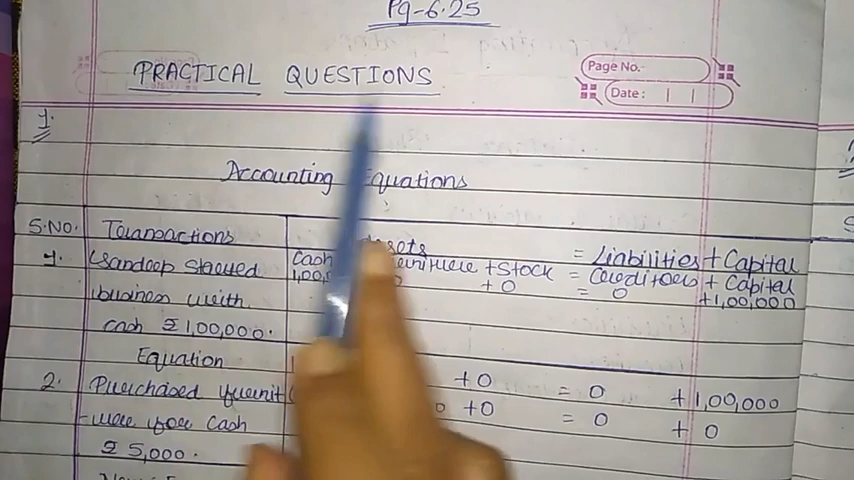 Pg-6.25
PRACTICAL QUESTIONS
Page No.
Date :
1.
Accounting Equations
S.NO. Transactions = Liabilities + Capital
1. Sandeep started Cash + Stock = Creditors + Capital
business with + 0 = 0 + 1,00,000
cash ₹ 1,00,000.
Equation + 0 = 0 + 1,00,000
2. Purchased furnit + 0 = 0 + 0
-ure for cash
₹ 5,000.